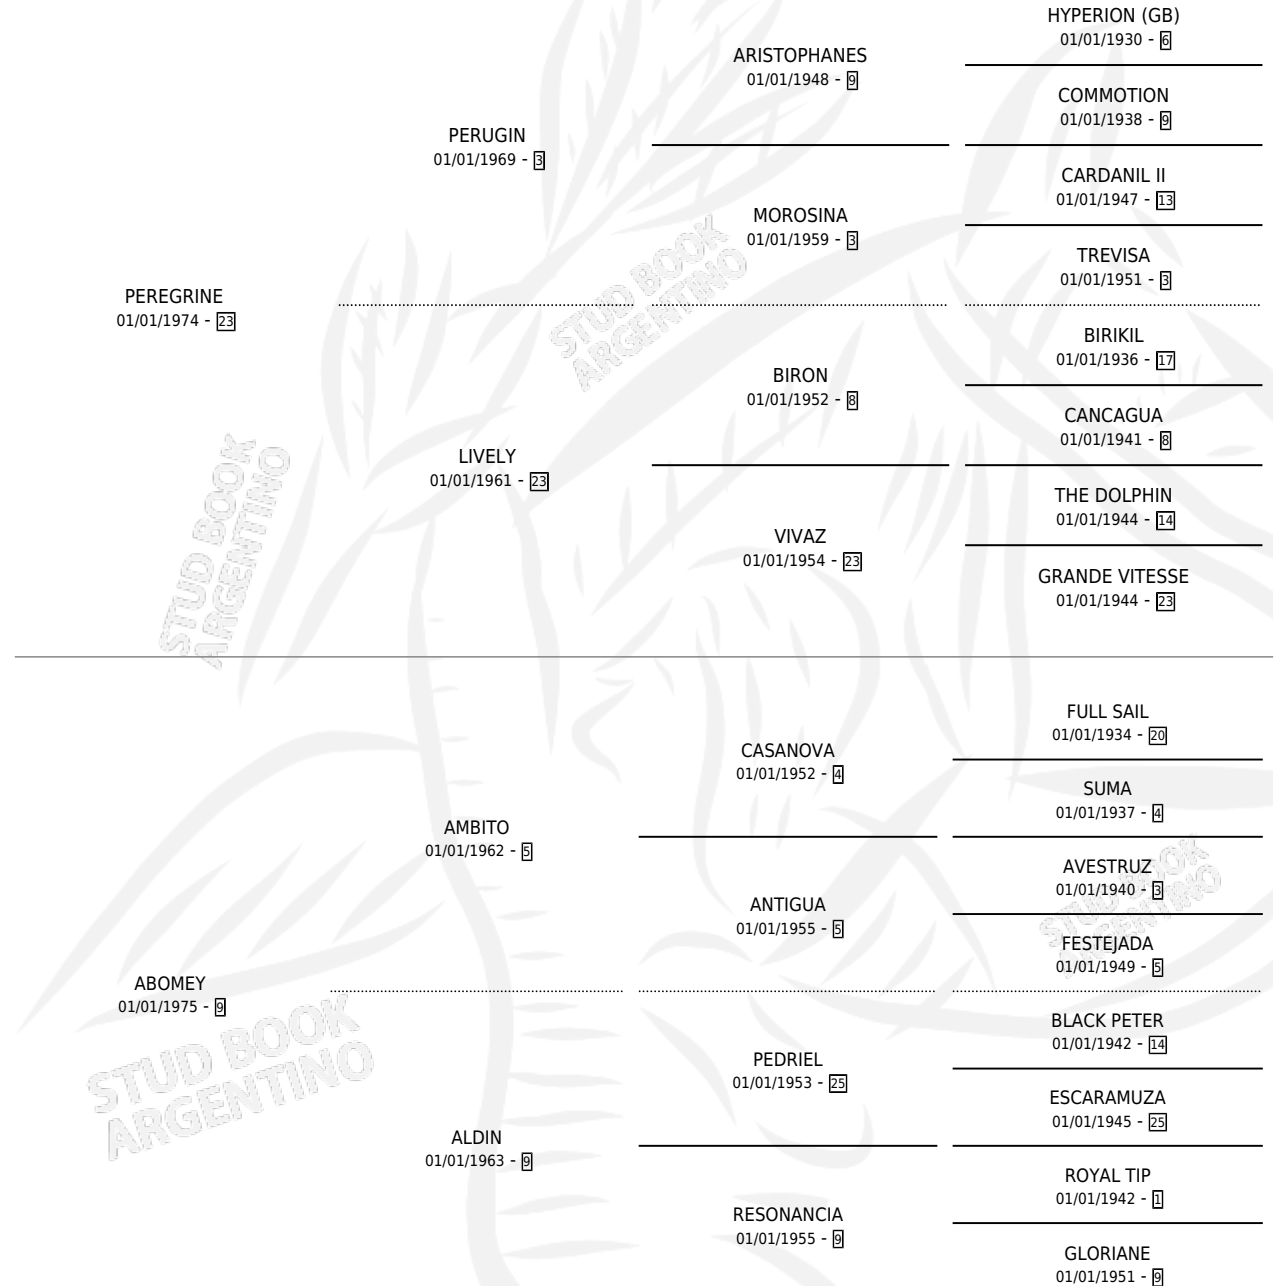 HYPERION (GB)
01/01/1930 - 6
ARISTOPHANES
01/01/1948 - 9
COMMOTION
01/01/1938 - 9
PERUGIN
01/01/1969 - 3
CARDANIL II
01/01/1947 - 13
MOROSINA
01/01/1959 - 3
TREVISA
01/01/1951 - 3
PEREGRINE
01/01/1974 - 23
BIRIKIL
01/01/1936 - 17
BIRON
01/01/1952 - 8
CANCAGUA
01/01/1941 - 8
LIVELY
01/01/1961 - 23
THE DOLPHIN
01/01/1944 - 14
VIVAZ
01/01/1954 - 23
GRANDE VITESSE
01/01/1944 - 23
STUD BOOK
ARGENTINO
STUD BOOK
ARGENTINO
FULL SAIL
01/01/1934 - 20
CASANOVA
01/01/1952 - 4
SUMA
01/01/1937 - 4
AMBITO
01/01/1962 - 5
AVESTRUZ
01/01/1940 - 3
ANTIGUA
01/01/1955 - 5
FESTEJADA
01/01/1949 - 5
ABOMEY
01/01/1975 - 9
BLACK PETER
01/01/1942 - 14
PEDRIEL
01/01/1953 - 25
ESCARAMUZA
01/01/1945 - 25
ALDIN
01/01/1963 - 9
ROYAL TIP
01/01/1942 - 1
RESONANCIA
01/01/1955 - 9
GLORIANE
01/01/1951 - 9
STUD BOOK
ARGENTINO
STUD BOOK
ARGENTINO